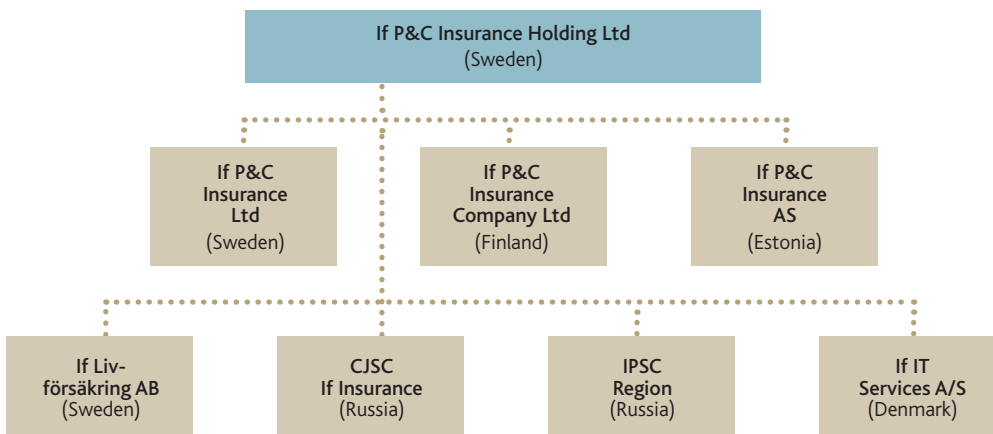 If P&C Insurance Holding Ltd
(Sweden)
If P&C
Insurance
Ltd
(Sweden)
If P&C
Insurance
Company Ltd
(Finland)
If P&C
Insurance
AS
(Estonia)
If Liv-
försäkring AB
(Sweden)
CJSC
If Insurance
(Russia)
IPSC
Region
(Russia)
If IT
Services A/S
(Denmark)